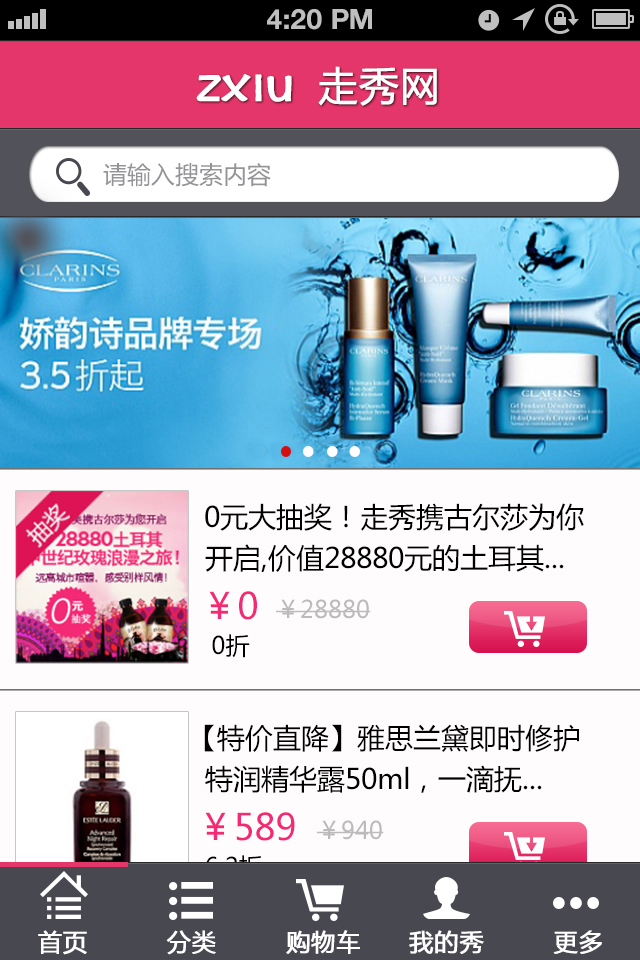 4:20 PM
zxıu 走秀网
请输入搜索内容
CLARINS
PARIS
娇韵诗品牌专场
3.5折起
CLARINS
CLARINS
CLARINS
HydraQuench
抽奖
携古尔莎为您开启
28880土耳其
世纪玫瑰浪漫之旅！
远离城市喧嚣，感受别样风情！
0元
抽奖
0元大抽奖！走秀携古尔莎为你
开启,价值28880元的土耳其...
￥0 ￥28880
0折
【特价直降】雅思兰黛即时修护
特润精华露50ml，一滴抚...
￥589 ￥940
ESTEE LAUDER
Advanced
Night Repair
首页 分类 购物车 我的秀 更多